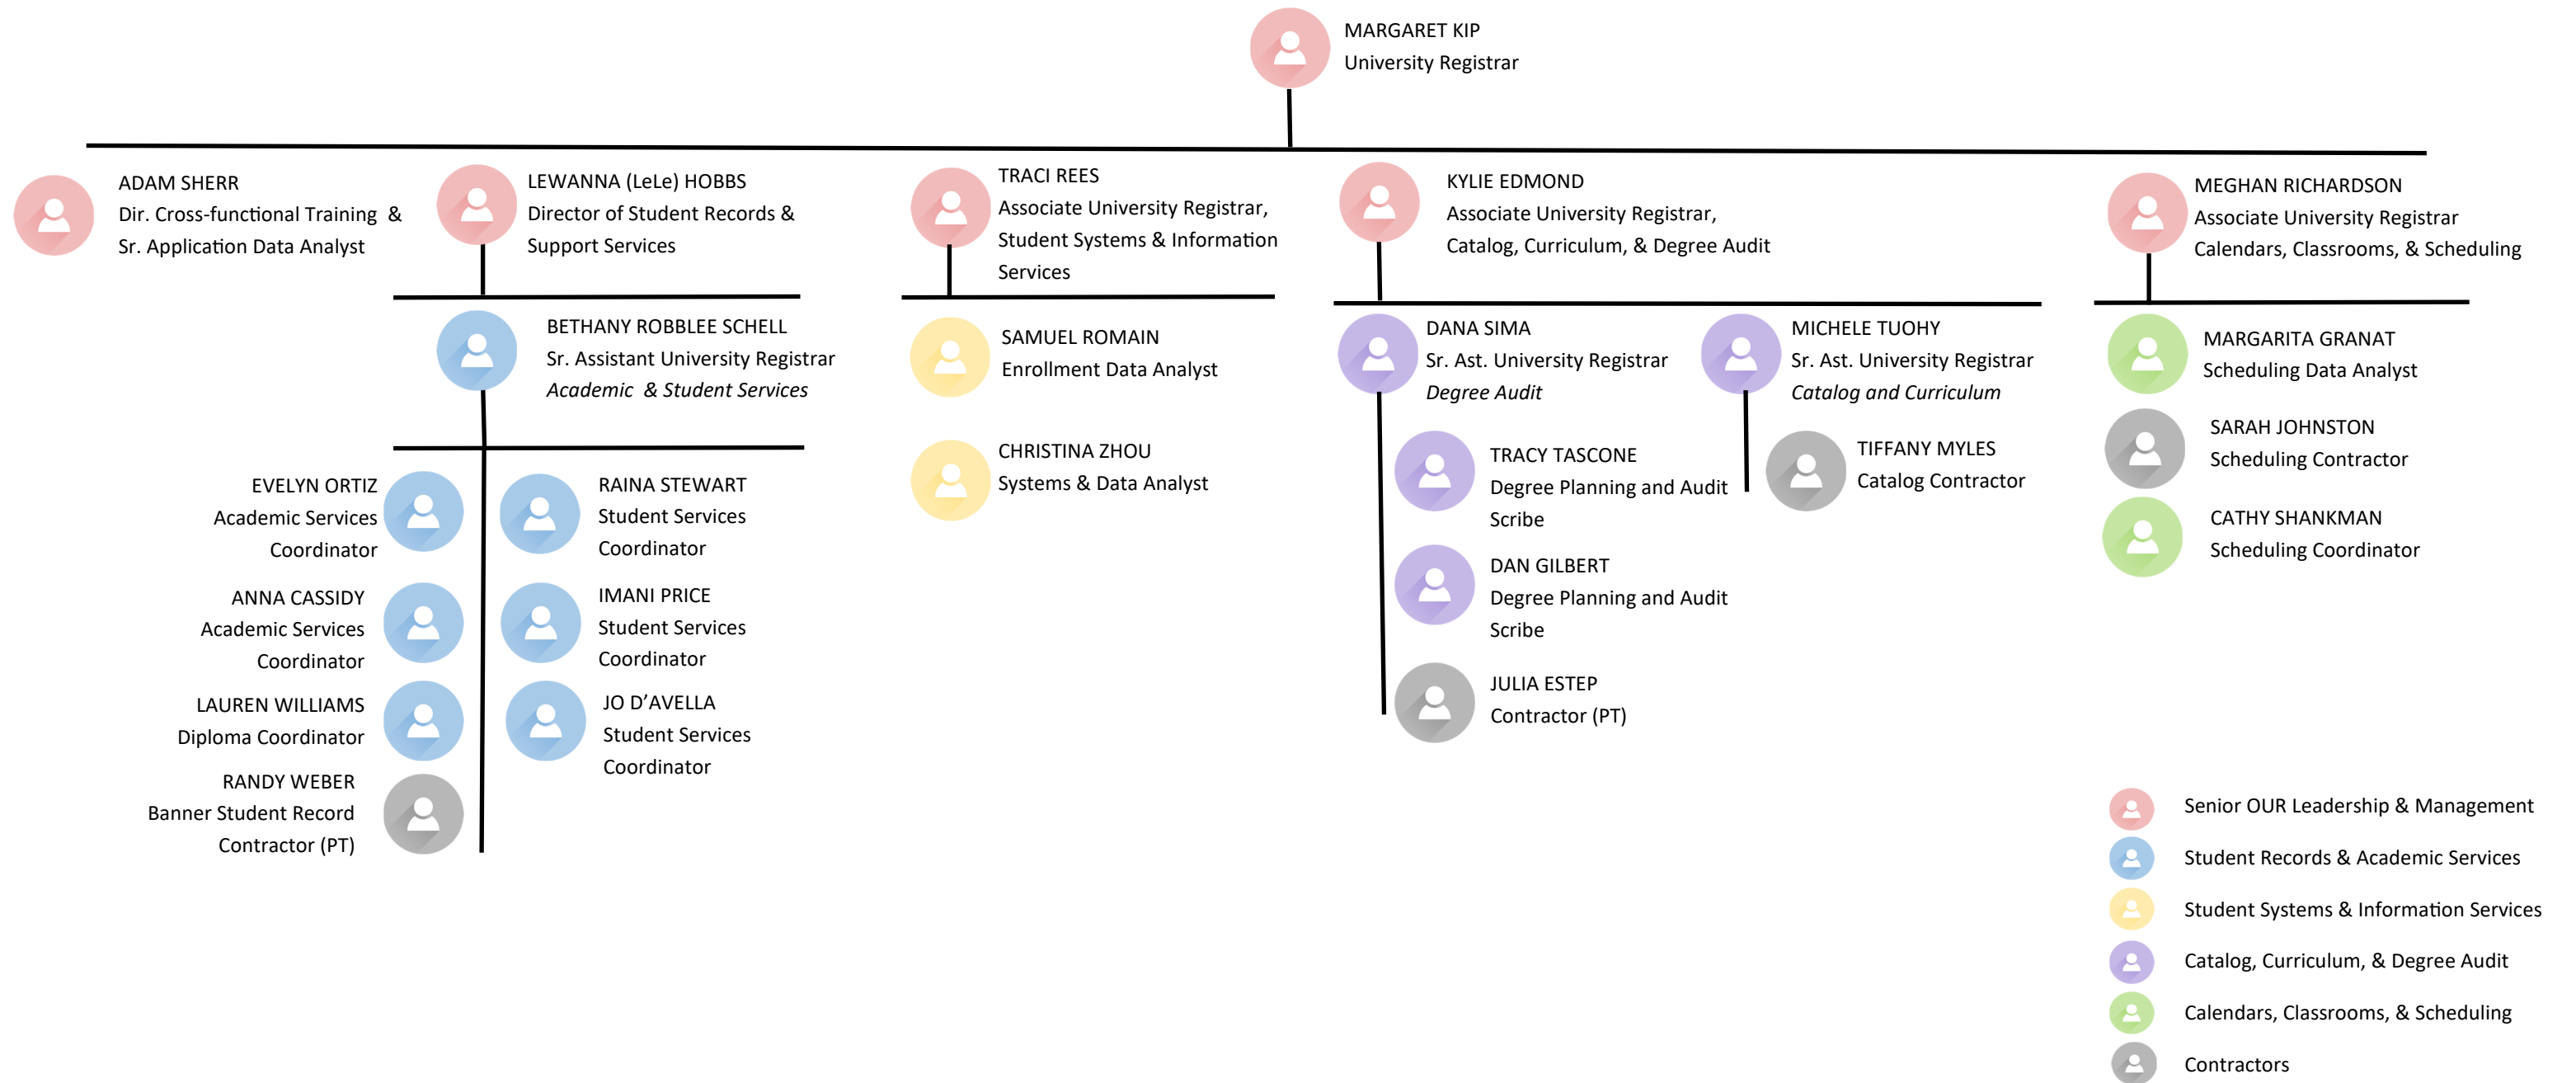 MARGARET KIP
University Registrar
ADAM SHERR
Dir. Cross-functional Training &
Sr. Application Data Analyst
LEWANNA (LeLe) HOBBS
Director of Student Records &
Support Services
TRACI REES
Associate University Registrar,
Student Systems & Information
Services
KYLIE EDMOND
Associate University Registrar,
Catalog, Curriculum, & Degree Audit
MEGHAN RICHARDSON
Associate University Registrar
Calendars, Classrooms, & Scheduling
BETHANY ROBBLEE SCHELL
Sr. Assistant University Registrar
Academic & Student Services
EVELYN ORTIZ
Academic Services
Coordinator
RAINA STEWART
Student Services
Coordinator
ANNA CASSIDY
Academic Services
Coordinator
IMANI PRICE
Student Services
Coordinator
LAUREN WILLIAMS
Diploma Coordinator
JO D’AVELLA
Student Services
Coordinator
RANDY WEBER
Banner Student Record
Contractor (PT)
SAMUEL ROMAIN
Enrollment Data Analyst
CHRISTINA ZHOU
Systems & Data Analyst
DANA SIMA
Sr. Ast. University Registrar
Degree Audit
TRACY TASCONE
Degree Planning and Audit
Scribe
DAN GILBERT
Degree Planning and Audit
Scribe
JULIA ESTEP
Contractor (PT)
MICHELE TUOHY
Sr. Ast. University Registrar
Catalog and Curriculum
TIFFANY MYLES
Catalog Contractor
MARGARITA GRANAT
Scheduling Data Analyst
SARAH JOHNSTON
Scheduling Contractor
CATHY SHANKMAN
Scheduling Coordinator
Senior OUR Leadership & Management
Student Records & Academic Services
Student Systems & Information Services
Catalog, Curriculum, & Degree Audit
Calendars, Classrooms, & Scheduling
Contractors